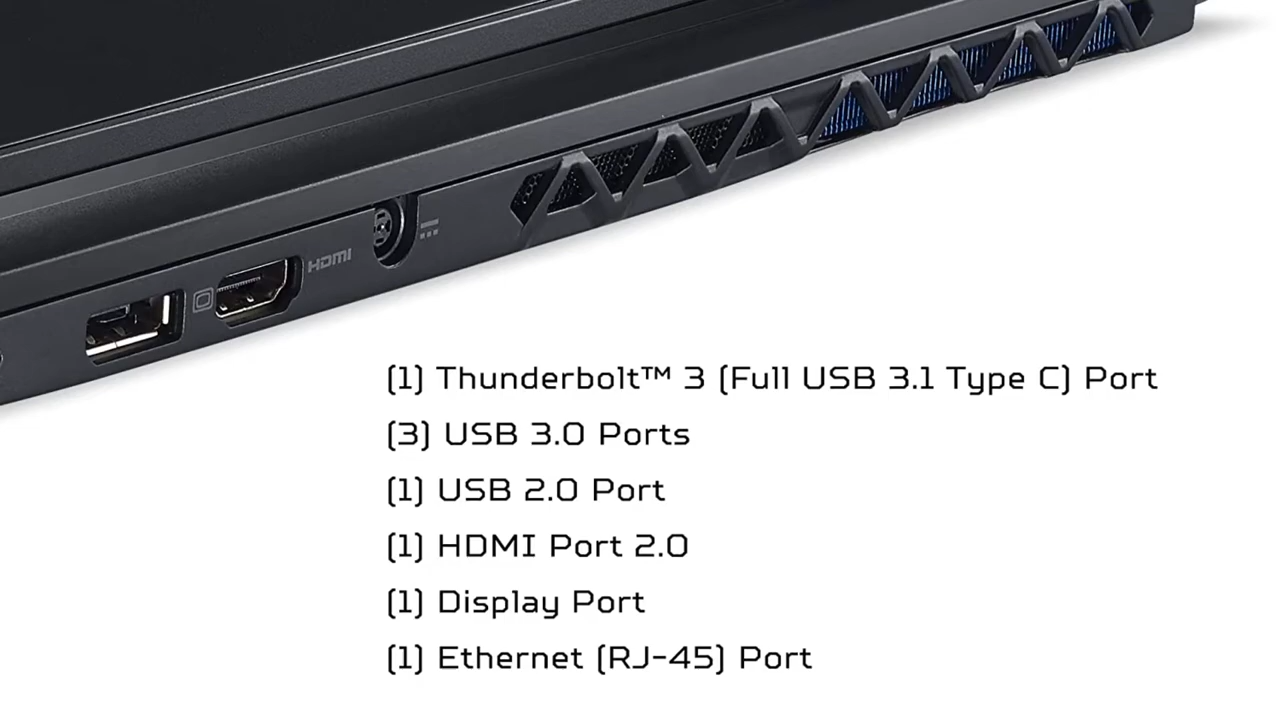 HDMI
(1) Thunderbolt™ 3 (Full USB 3.1 Type C) Port
(3) USB 3.0 Ports
(1) USB 2.0 Port
(1) HDMI Port 2.0
(1) Display Port
(1) Ethernet (RJ-45) Port